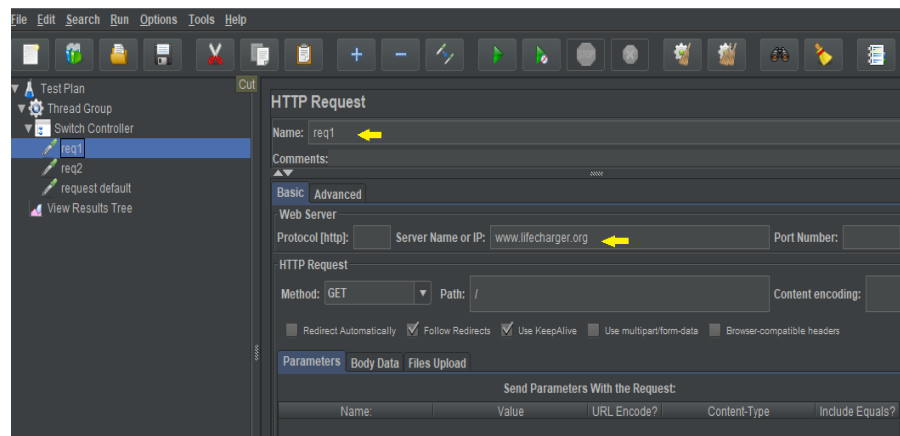 File Edit Search Run Options Tools Help
Test Plan
Cut
Thread Group
Switch Controller
req1
req2
request default
View Results Tree
HTTP Request
Name: req1
Comments:
Basic Advanced
Web Server
Protocol [http]: Server Name or IP: www.lifecharger.org Port Number:
HTTP Request
Method: GET Path: / Content encoding:
Redirect Automatically Follow Redirects Use KeepAlive Use multipart/form-data Browser-compatible headers
Parameters Body Data Files Upload
Send Parameters With the Request:
Name: Value URL Encode? Content-Type Include Equals?